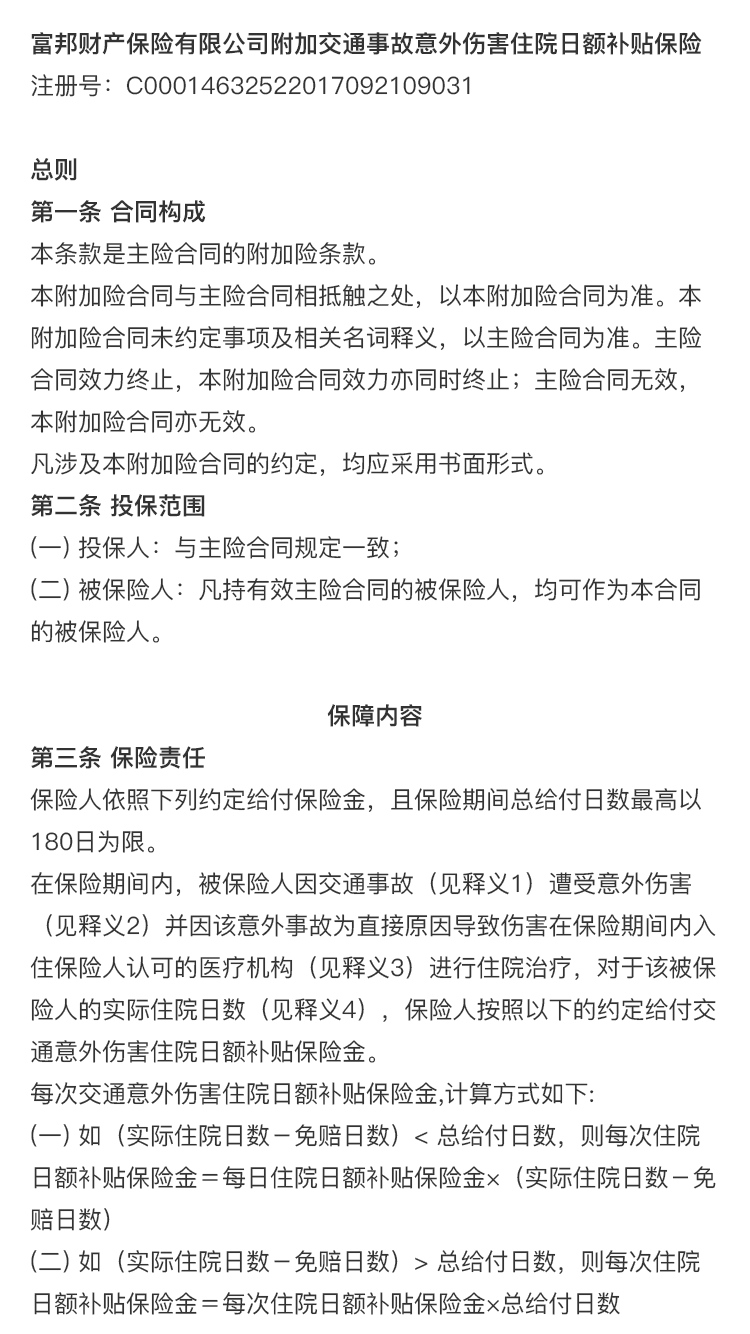 富邦财产保险有限公司附加交通事故意外伤害住院日额补贴保险
注册号：C00014632522017092109031
总则
第一条 合同构成
本条款是主险合同的附加险条款。
本附加险合同与主险合同相抵触之处，以本附加险合同为准。本
附加险合同未约定事项及相关名词释义，以主险合同为准。主险
合同效力终止，本附加险合同效力亦同时终止；主险合同无效，
本附加险合同亦无效。
凡涉及本附加险合同的约定，均应采用书面形式。
第二条 投保范围
(一) 投保人：与主险合同规定一致；
(二) 被保险人：凡持有效主险合同的被保险人，均可作为本合同
的被保险人。
保障内容
第三条 保险责任
保险人依照下列约定给付保险金，且保险期间总给付日数最高以
180日为限。
在保险期间内，被保险人因交通事故（见释义1）遭受意外伤害
（见释义2）并因该意外事故为直接原因导致伤害在保险期间内入
住保险人认可的医疗机构（见释义3）进行住院治疗，对于该被保
险人的实际住院日数（见释义4），保险人按照以下的约定给付交
通意外伤害住院日额补贴保险金。
每次交通意外伤害住院日额补贴保险金,计算方式如下:
(一) 如（实际住院日数－免赔日数）< 总给付日数，则每次住院
日额补贴保险金＝每日住院日额补贴保险金×（实际住院日数－免
赔日数）
(二) 如（实际住院日数－免赔日数）> 总给付日数，则每次住院
日额补贴保险金＝每次住院日额补贴保险金×总给付日数